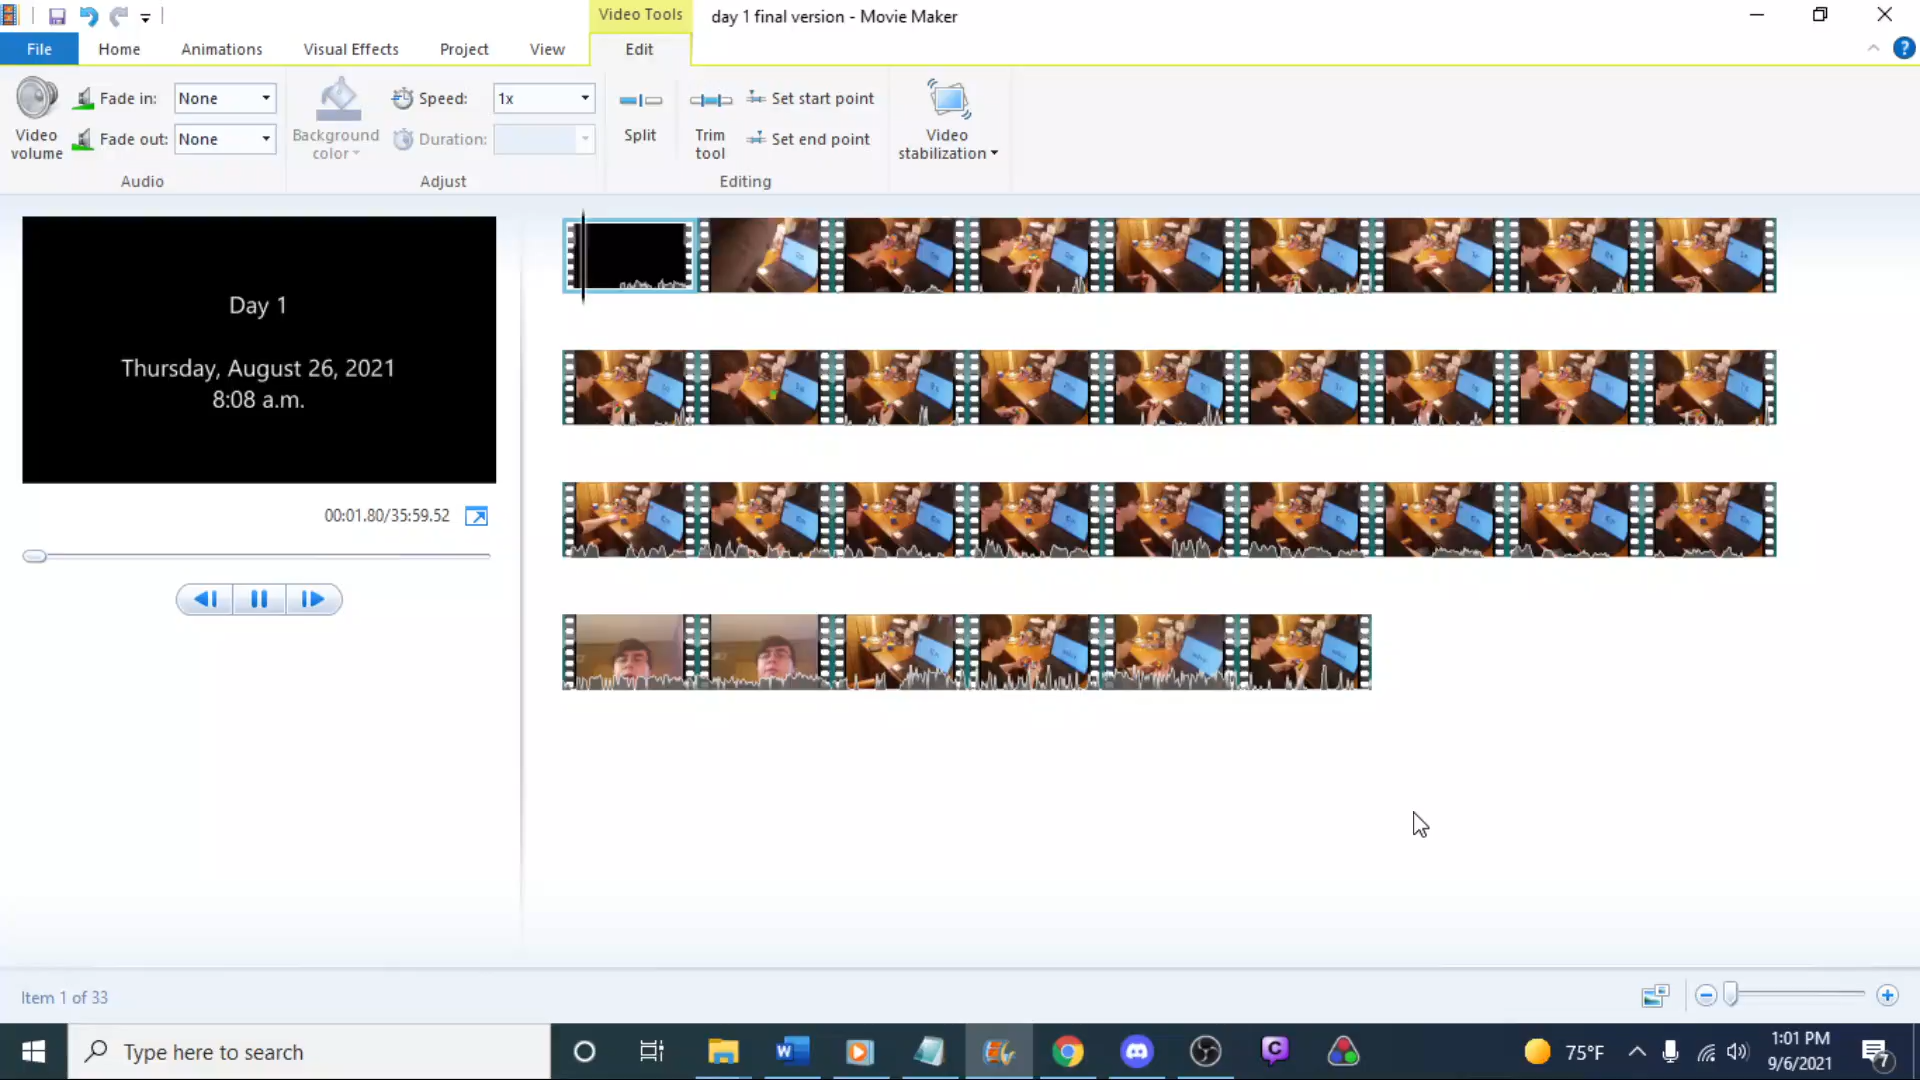 Video Tools
day 1 final version - Movie Maker
File
Home
Animations
Visual Effects
Project
View
Edit
Video volume
Fade in:
None
Fade out:
None
Audio
Background color
Speed:
1x
Duration:
Adjust
Split
Trim tool
Set start point
Set end point
Editing
Video stabilization
Day 1
Thursday, August 26, 2021
8:08 a.m.
00:01.80/35:59.52
Item 1 of 33
Type here to search
75°F
1:01 PM
9/6/2021
7